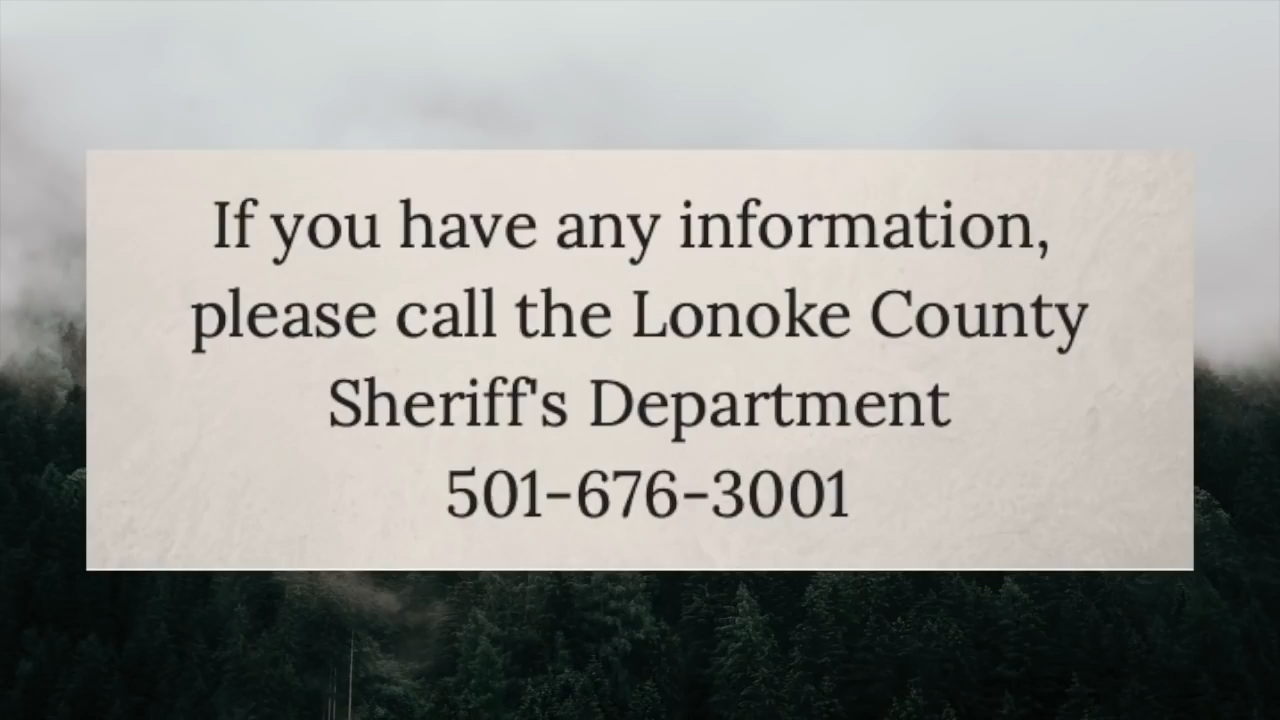 If you have any information,
please call the Lonoke County
Sheriff's Department
501-676-3001